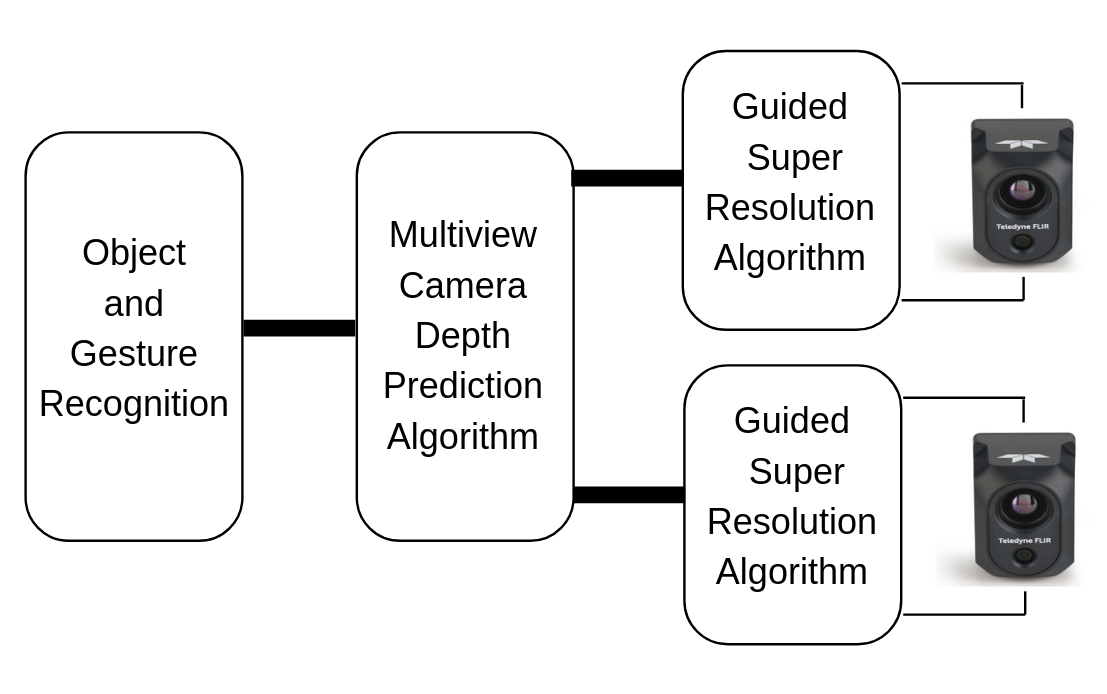 Object
and
Gesture
Recognition
Multiview
Camera
Depth
Prediction
Algorithm
Guided
Super
Resolution
Algorithm
Teledyne FLIR
Guided
Super
Resolution
Algorithm
Teledyne FLIR